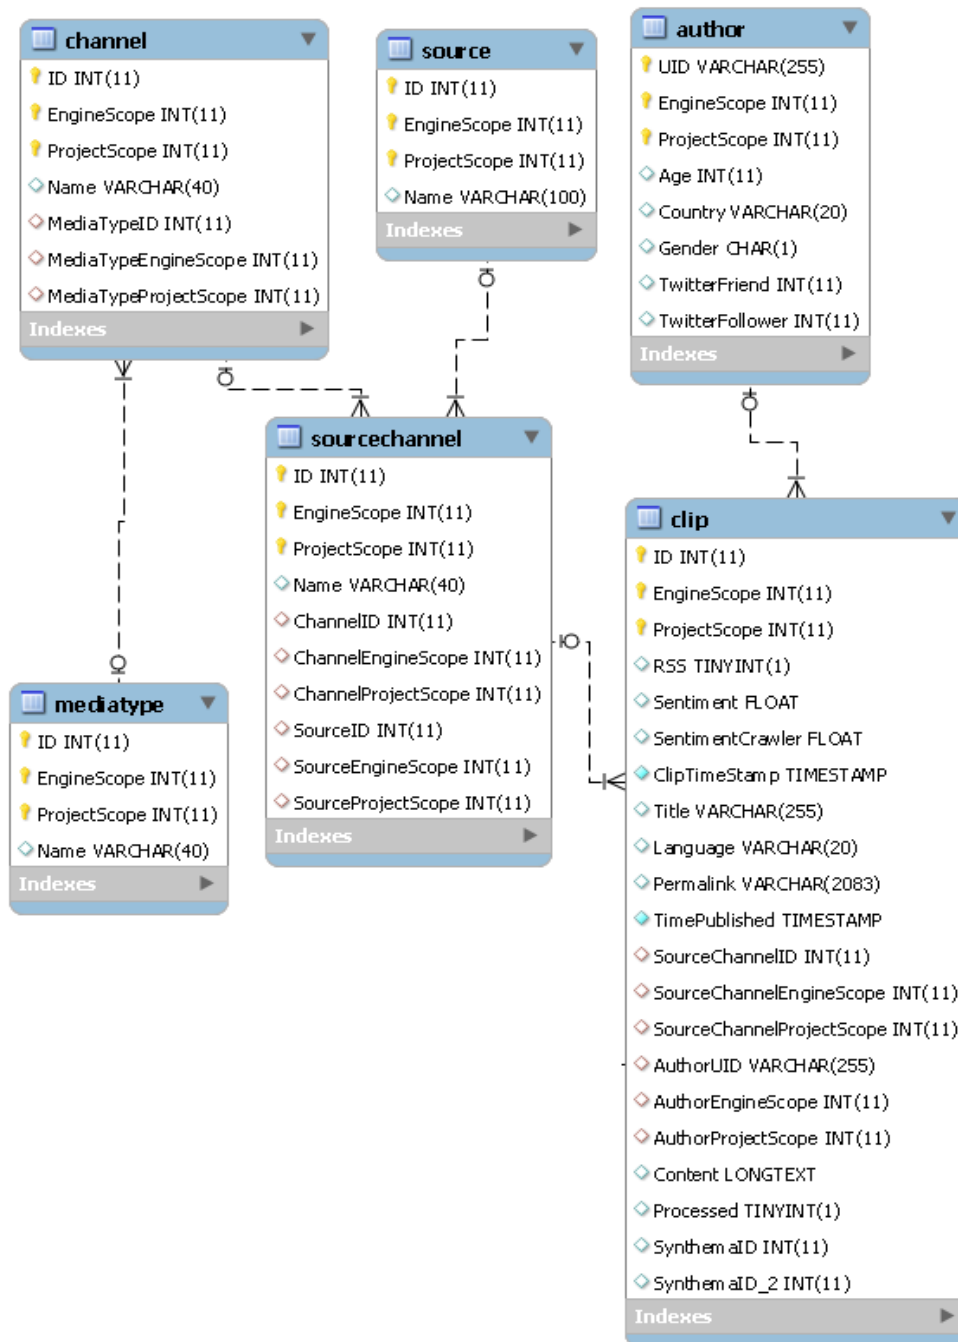 channel
ID INT(11)
EngineScope INT(11)
ProjectScope INT(11)
Name VARCHAR(40)
MediaTypeID INT(11)
MediaTypeEngineScope INT(11)
MediaTypeProjectScope INT(11)
Indexes
source
ID INT(11)
EngineScope INT(11)
ProjectScope INT(11)
Name VARCHAR(100)
Indexes
author
UID VARCHAR(255)
EngineScope INT(11)
ProjectScope INT(11)
Age INT(11)
Country VARCHAR(20)
Gender CHAR(1)
TwitterFriend INT(11)
TwitterFollower INT(11)
Indexes
sourcechannel
ID INT(11)
EngineScope INT(11)
ProjectScope INT(11)
Name VARCHAR(40)
ChannelID INT(11)
ChannelEngineScope INT(11)
ChannelProjectScope INT(11)
SourceID INT(11)
SourceEngineScope INT(11)
SourceProjectScope INT(11)
Indexes
mediatype
ID INT(11)
EngineScope INT(11)
ProjectScope INT(11)
Name VARCHAR(40)
Indexes
clip
ID INT(11)
EngineScope INT(11)
ProjectScope INT(11)
RSS TINYINT(1)
Sentiment FLOAT
SentimentCrawler FLOAT
ClipTimeStamp TIMESTAMP
Title VARCHAR(255)
Language VARCHAR(20)
Permalink VARCHAR(2083)
TimePublished TIMESTAMP
SourceChannelID INT(11)
SourceChannelEngineScope INT(11)
SourceChannelProjectScope INT(11)
AuthorUID VARCHAR(255)
AuthorEngineScope INT(11)
AuthorProjectScope INT(11)
Content LONGTEXT
Processed TINYINT(1)
SynthemaID INT(11)
SynthemaID_2 INT(11)
Indexes